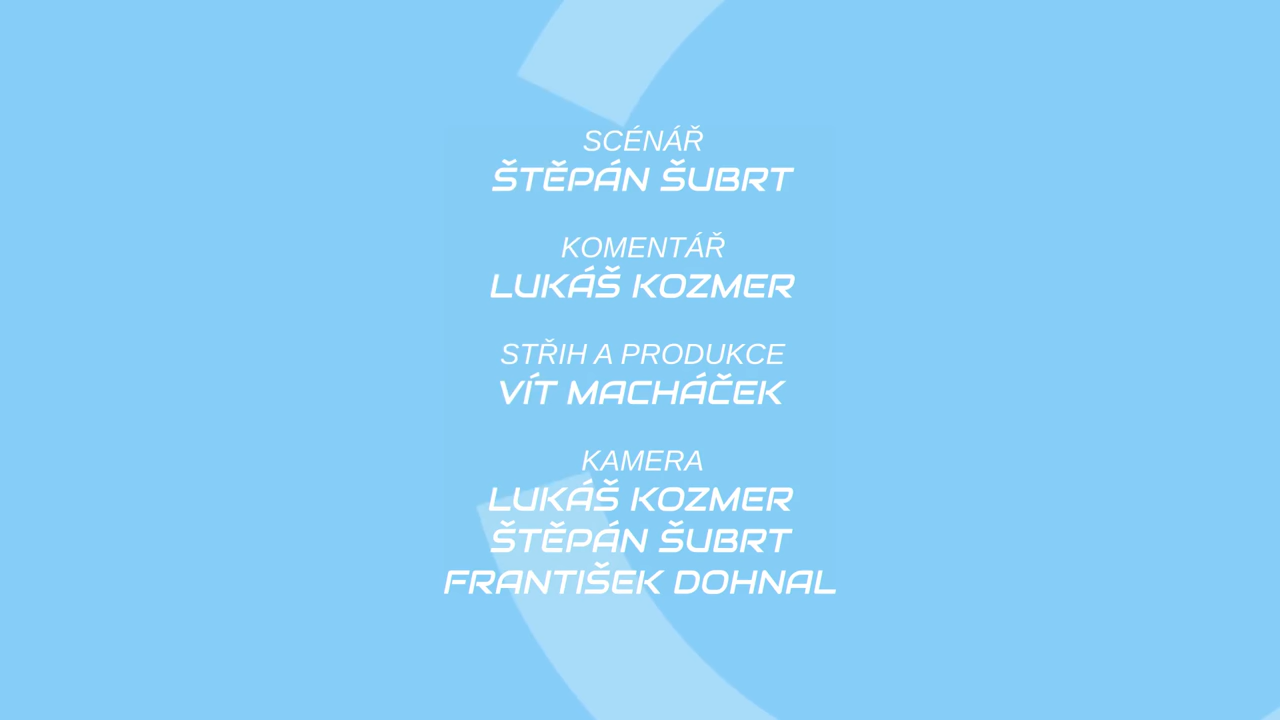 SCÉNÁŘ
ŠTĚPÁN ŠUBRT
KOMENTÁŘ
LUKÁŠ KOZMER
STŘIH A PRODUKCE
VÍT MACHÁČEK
KAMERA
LUKÁŠ KOZMER
ŠTĚPÁN ŠUBRT
FRANTIŠEK DOHNAL